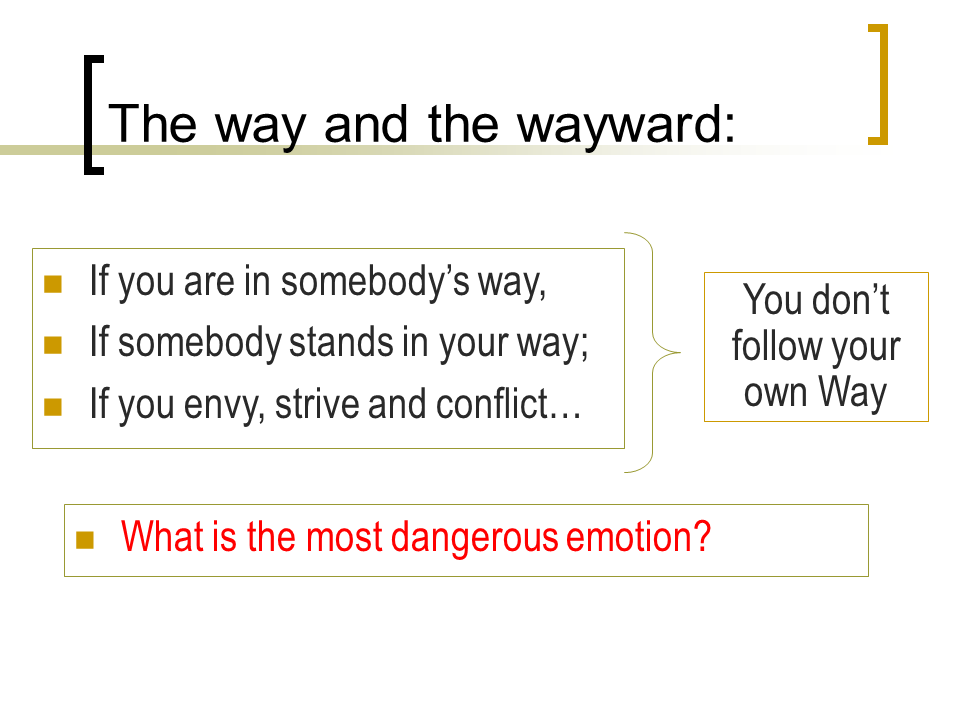 The way and the wayward:
If you are in somebody’s way,
If somebody stands in your way;
If you envy, strive and conflict…
You don’t
follow your
own Way
What is the most dangerous emotion?